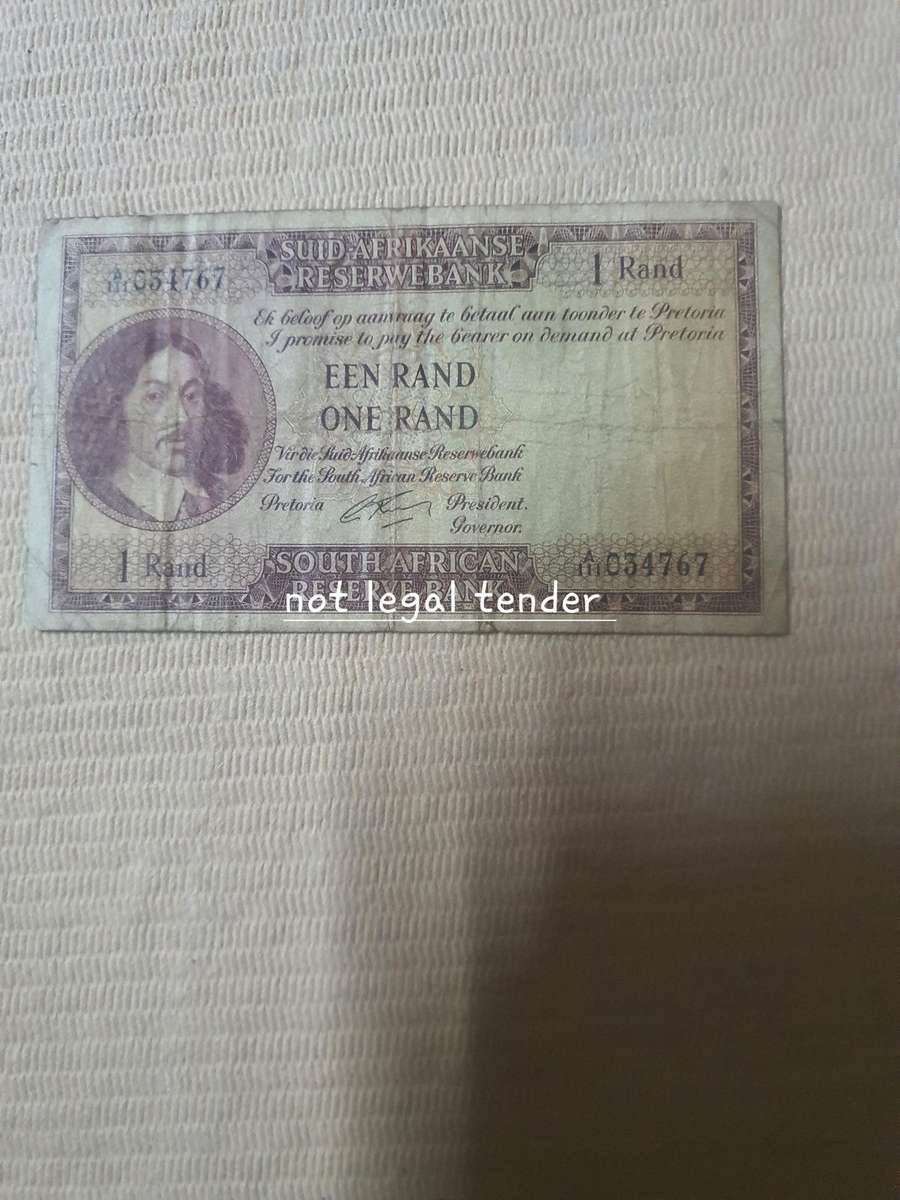 SUID-AFRIKAANSE
RESERWEBANK
A
111 034767
1 Rand
Ek beloof op aanvraag te betaal aan toonder te Pretoria
I promise to pay the bearer on demand at Pretoria
EEN RAND
ONE RAND
Vir die Suid-Afrikaanse Reserwebank
For the South African Reserve Bank
Pretoria President.
Governor.
1 Rand
SOUTH AFRICAN
RESERVE BANK
A
111 034767
not legal tender